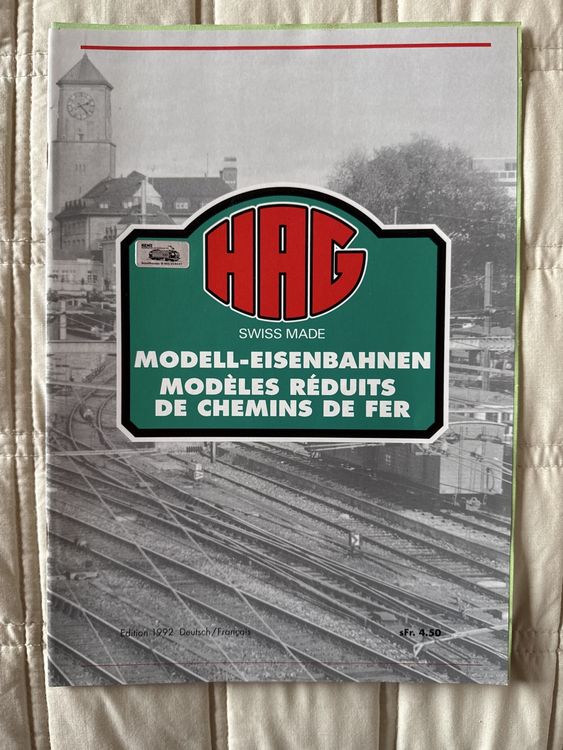 HAG
SWISS MADE
MODELL-EISENBAHNEN
MODÈLES RÉDUITS
DE CHEMINS DE FER
Edition 1992 Deutsch/Français
sFr. 4.50